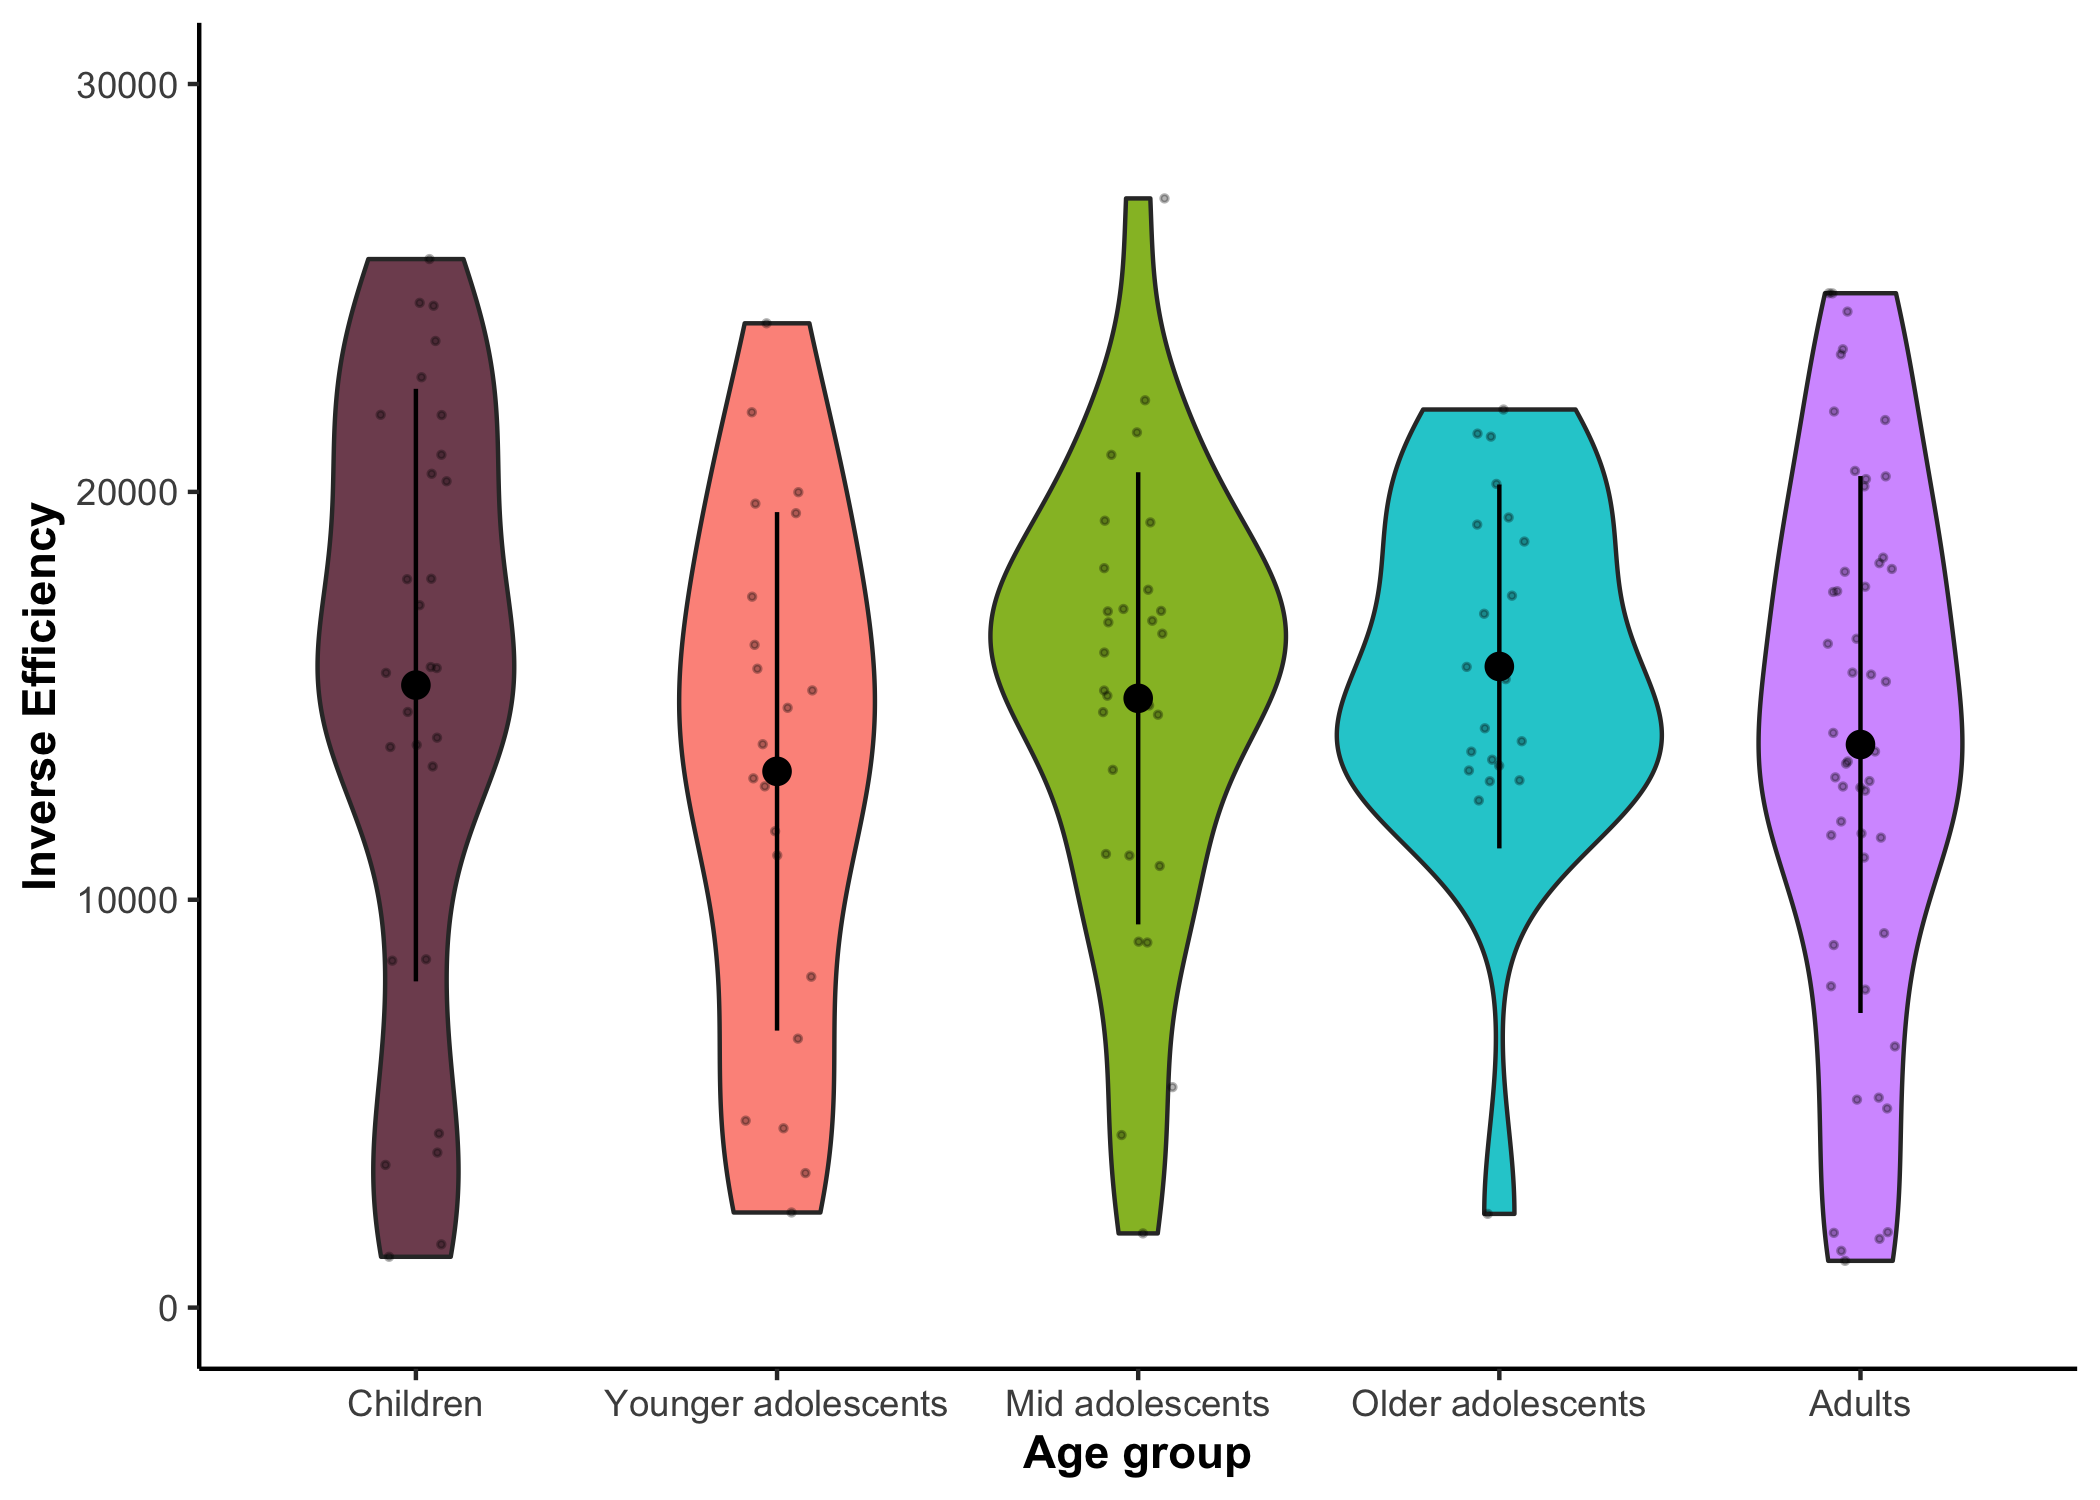 Inverse Efficiency
30000
20000
10000
0
Children
Younger adolescents
Mid adolescents
Older adolescents
Adults
Age group